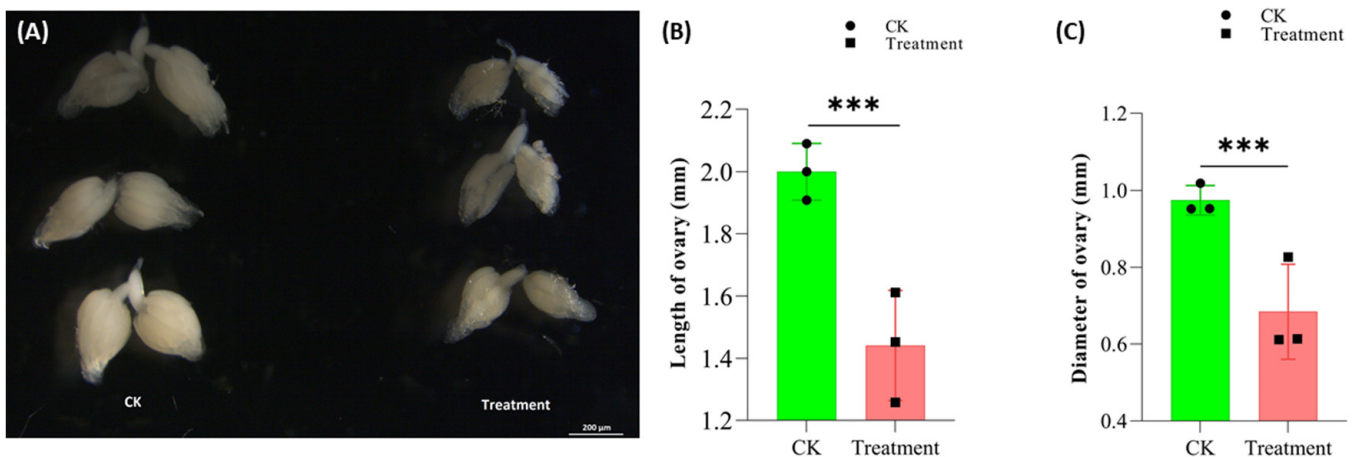 (A)
CK
Treatment
200 µm
(B)
CK
Treatment
***
Length of ovary (mm)
2.2
2.0
1.8
1.6
1.4
1.2
CK Treatment
(C)
CK
Treatment
***
Diameter of ovary (mm)
1.2
1.0
0.8
0.6
0.4
CK Treatment